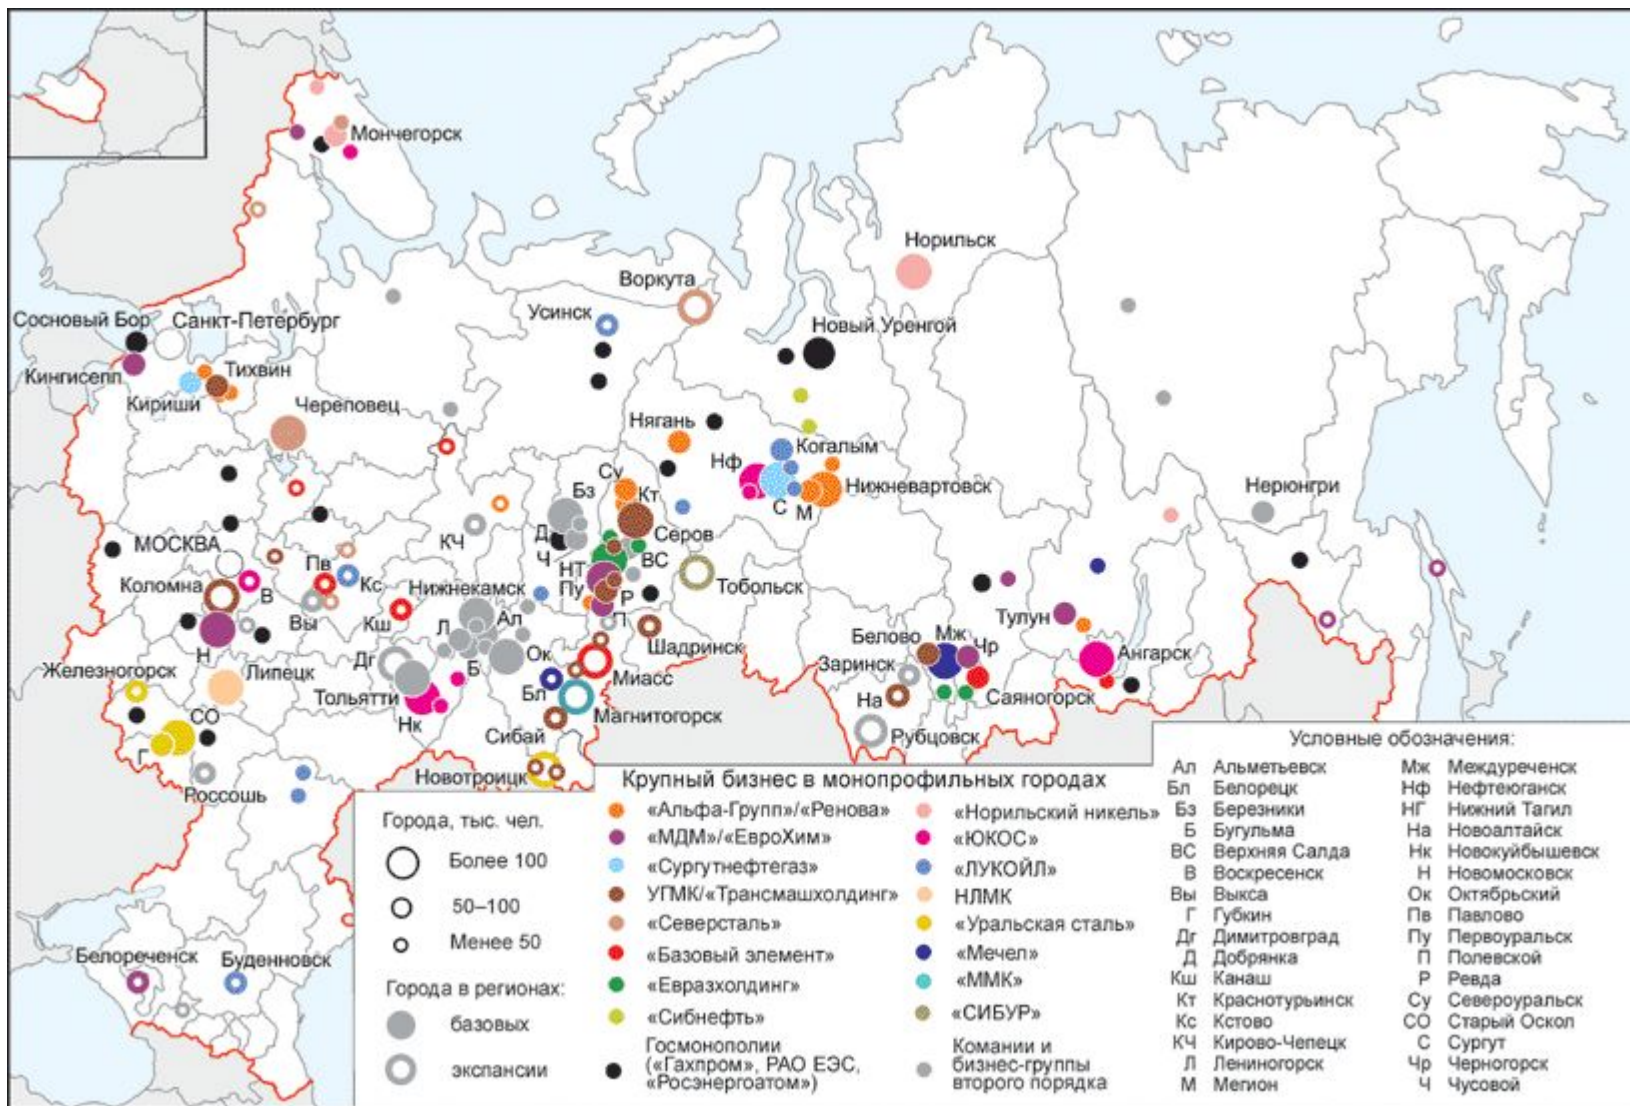 Мончегорск
Норильск
Воркута
Усинск
Новый Уренгой
Сосновый Бор
Санкт-Петербург
Кингисепп
Тихвин
Кириши
Череповец
Нягань
Когалым
Нф
С
М
Нижневартовск
Нерюнгри
Су
Кт
Бз
Серов
Д
Ч
КЧ
ВС
НТ
Пу
Р
П
Тобольск
МОСКВА
Коломна
В
Пв
Кс
Вы
Кш
Нижнекамск
Ал
Л
Б
Ок
Шадринск
Тулун
Белово
Мж
Чр
Ангарск
Заринск
Саяногорск
На
Рубцовск
Н
Железногорск
Липецк
Дг
Тольятти
Нк
Бл
Миасс
Магнитогорск
Сибай
СО
Г
Новотроицк
Россошь
Белореченск
Буденновск
Города, тыс. чел.
Более 100
50–100
Менее 50
Города в регионах:
базовых
экспансии
Крупный бизнес в монопрофильных городах
«Альфа-Групп»/«Ренова»
«МДМ»/«ЕвроХим»
«Сургутнефтегаз»
УГМК/«Трансмашхолдинг»
«Северсталь»
«Базовый элемент»
«Евразхолдинг»
«Сибнефть»
Госмонополии
(«Гахпром», РАО ЕЭС,
«Росэнергоатом»)
«Норильский никель»
«ЮКОС»
«ЛУКОЙЛ»
НЛМК
«Уральская сталь»
«Мечел»
«ММК»
«СИБУР»
Комании и
бизнес-группы
второго порядка
Условные обозначения:
Ал Альметьевск
Бл Белорецк
Бз Березники
Б Бугульма
ВС Верхняя Салда
В Воскресенск
Вы Выкса
Г Губкин
Дг Димитровград
Д Добрянка
Кш Канаш
Кт Краснотурьинск
Кс Кстово
КЧ Кирово-Чепецк
Л Лениногорск
М Мегион
Мж Междуреченск
Нф Нефтеюганск
НГ Нижний Тагил
На Новоалтайск
Нк Новокуйбышевск
Н Новомосковск
Ок Октябрьский
Пв Павлово
Пу Первоуральск
П Полевской
Р Ревда
Су Североуральск
СО Старый Оскол
С Сургут
Чр Черногорск
Ч Чусовой